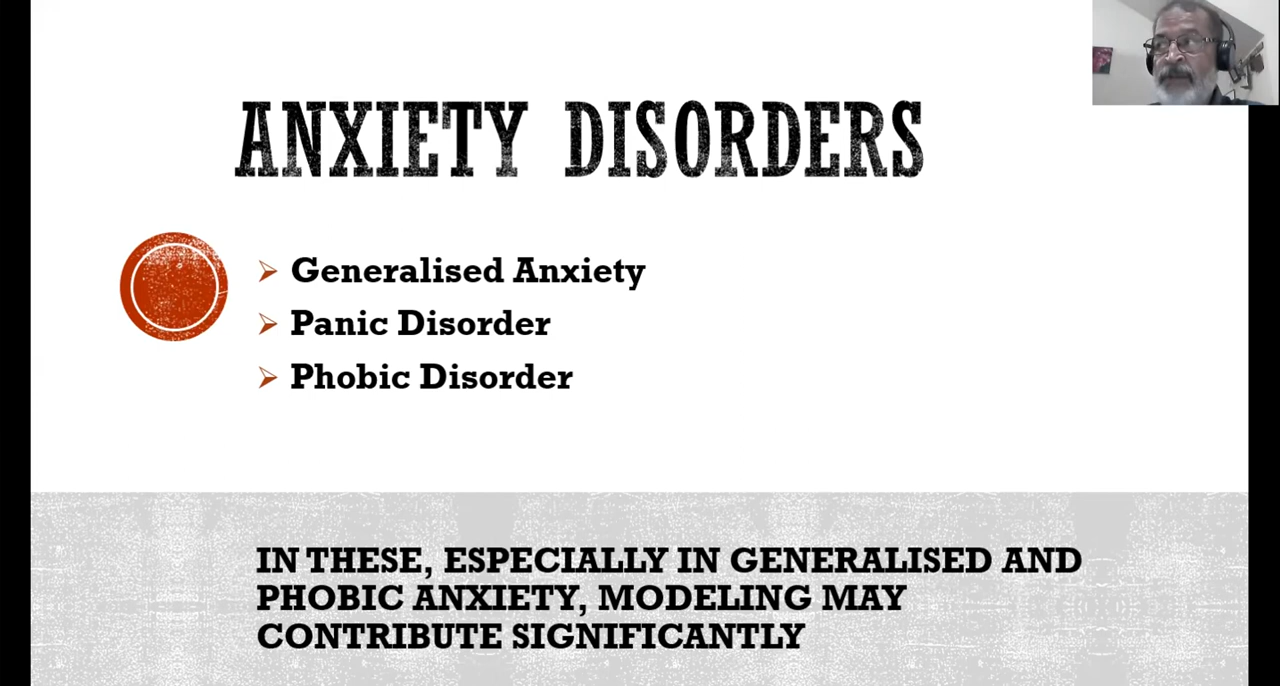 ANXIETY DISORDERS
Generalised Anxiety
Panic Disorder
Phobic Disorder
IN THESE, ESPECIALLY IN GENERALISED AND
PHOBIC ANXIETY, MODELING MAY
CONTRIBUTE SIGNIFICANTLY